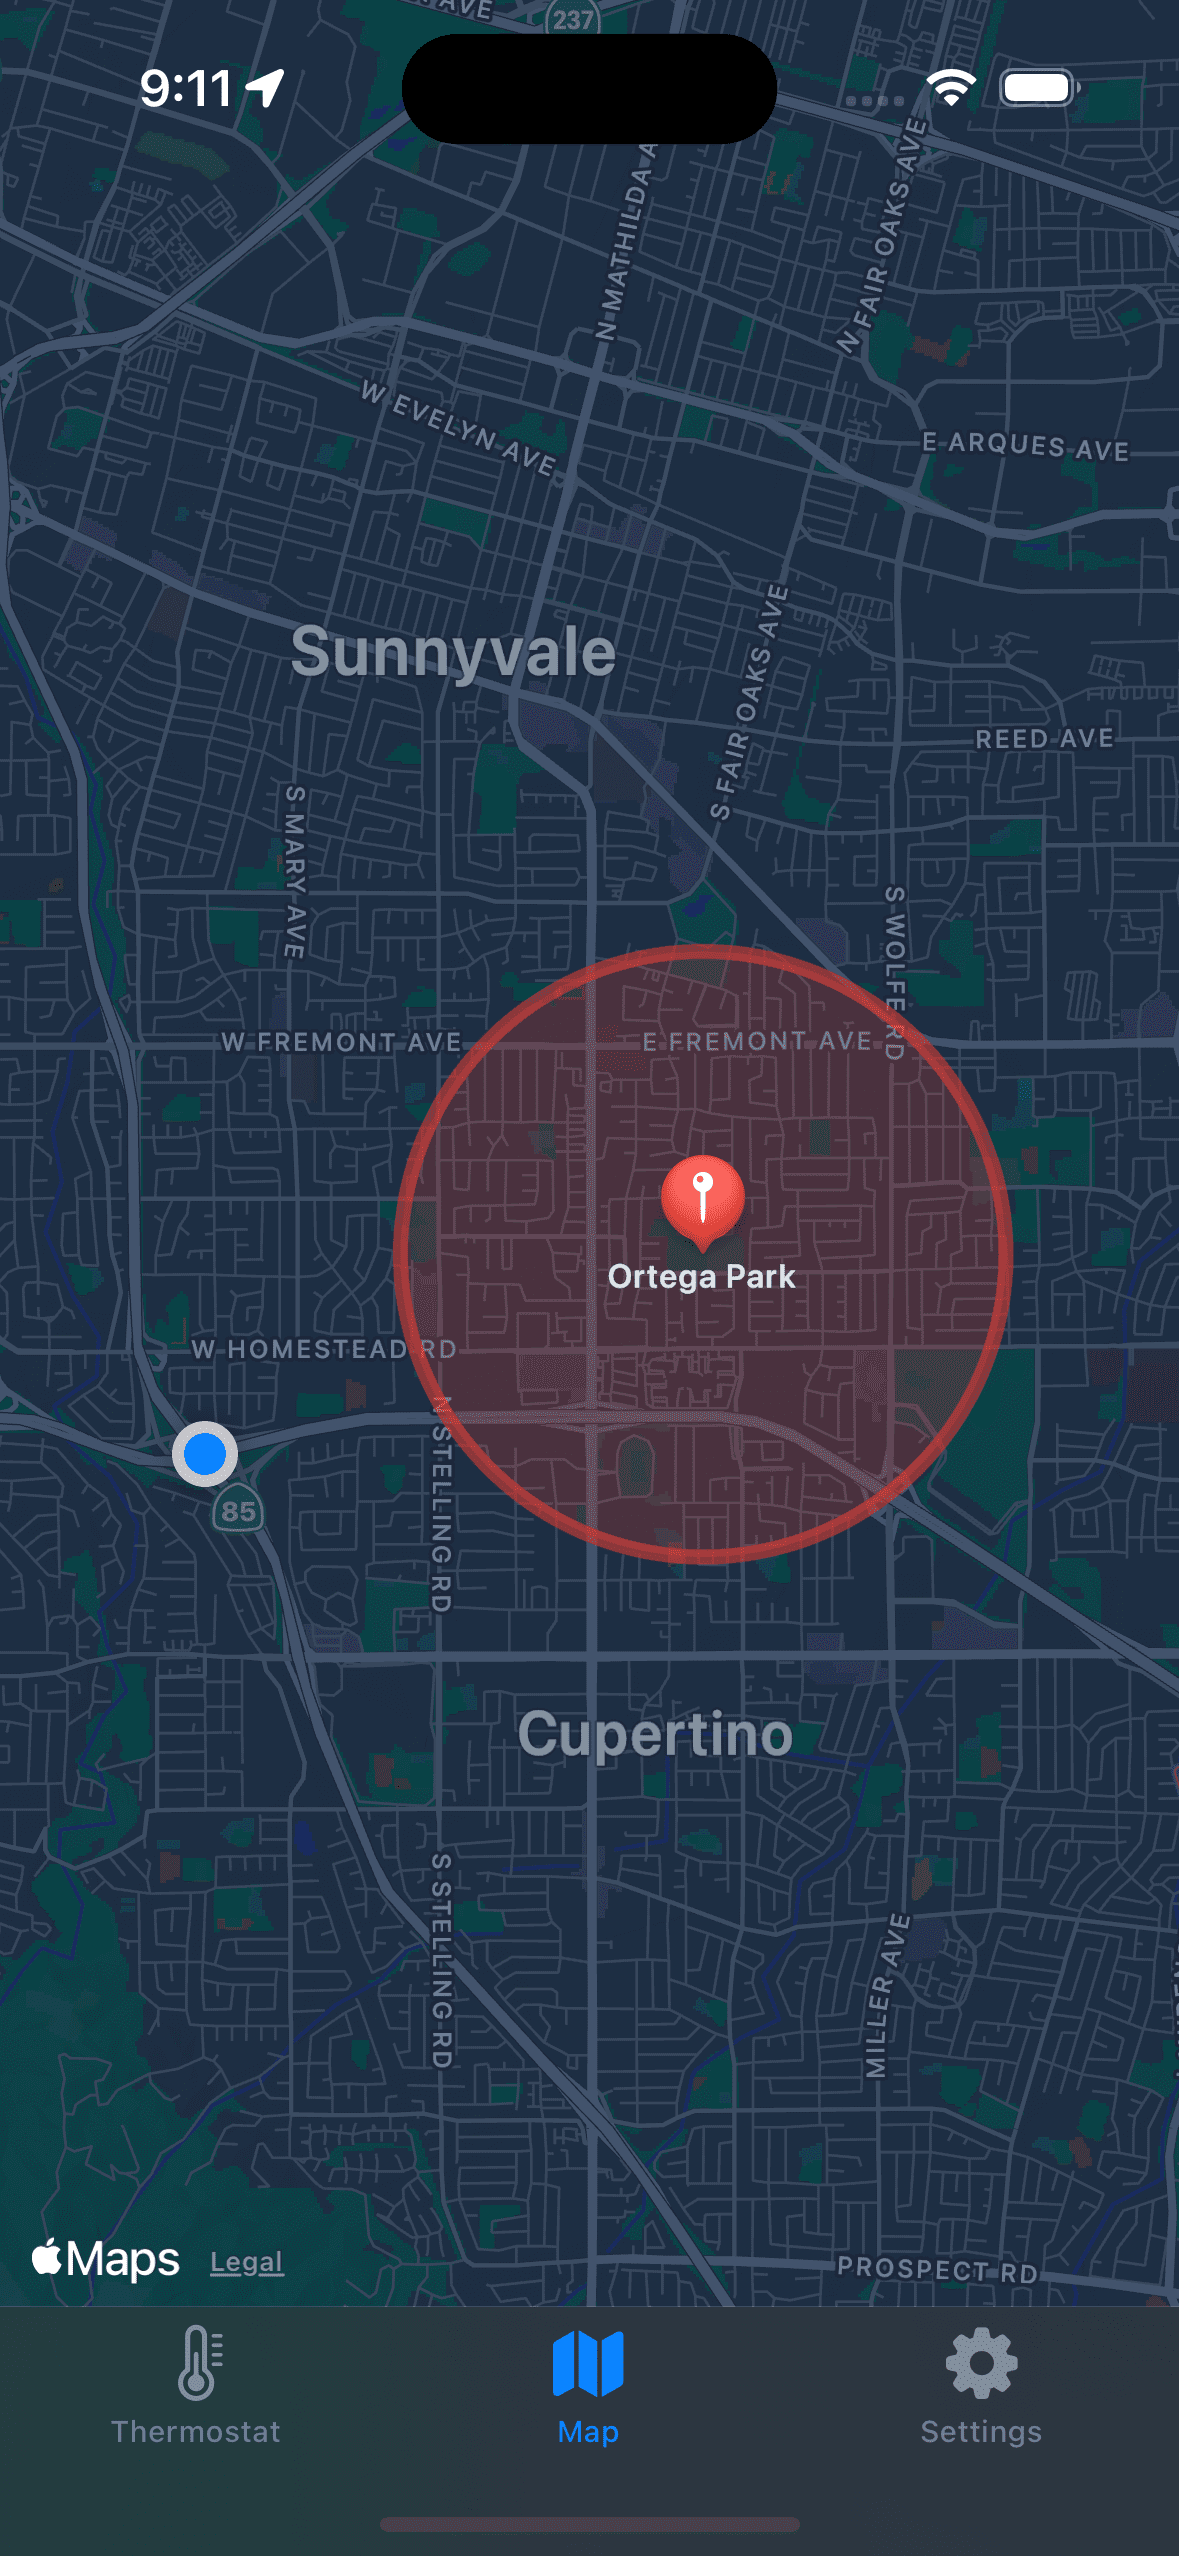 AVE
237
9:11
N MATHILDA A
N FAIR OAKS AVE
W EVELYN AVE
E ARQUES AVE
Sunnyvale
S FAIR OAKS AVE
REED AVE
S MARY AVE
S WOLFE RD
W FREMONT AVE
E FREMONT AVE
Ortega Park
W HOMESTEAD RD
N STELLING RD
85
Cupertino
S STELLING RD
MILLER AVE
Maps
Legal
PROSPECT RD
Thermostat
Map
Settings